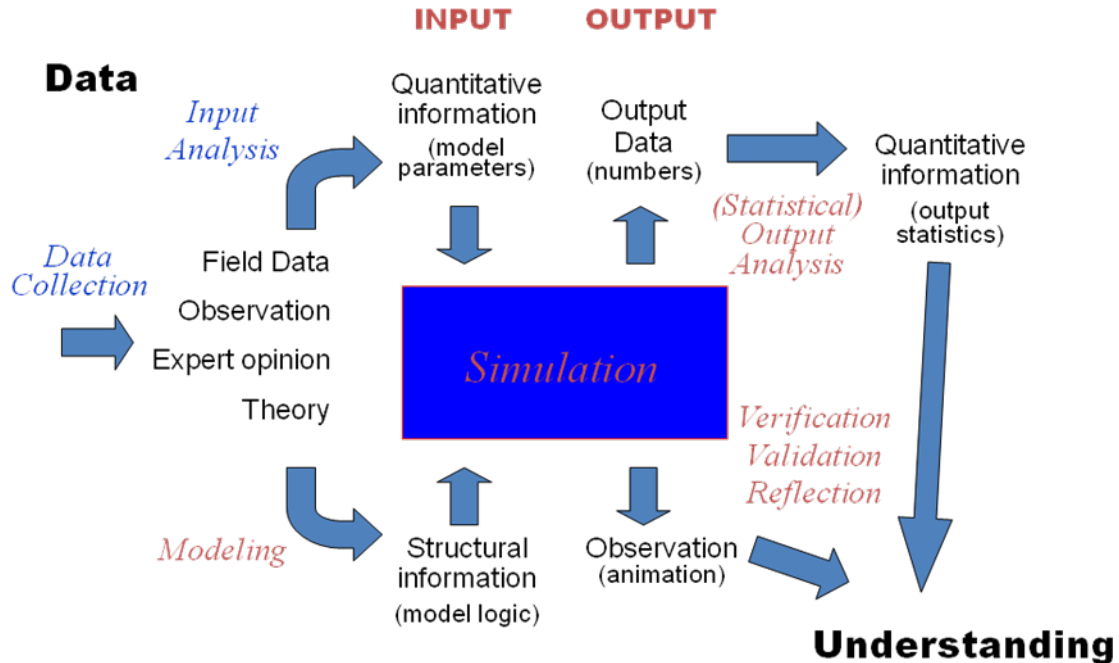 INPUT
OUTPUT
Data
Input
Analysis
Quantitative
information
(model
parameters)
Output
Data
(numbers)
Quantitative
information
(output
statistics)
(Statistical)
Output
Analysis
Data
Collection
Field Data
Observation
Expert opinion
Theory
Simulation
Verification
Validation
Reflection
Modeling
Structural
information
(model logic)
Observation
(animation)
Understanding